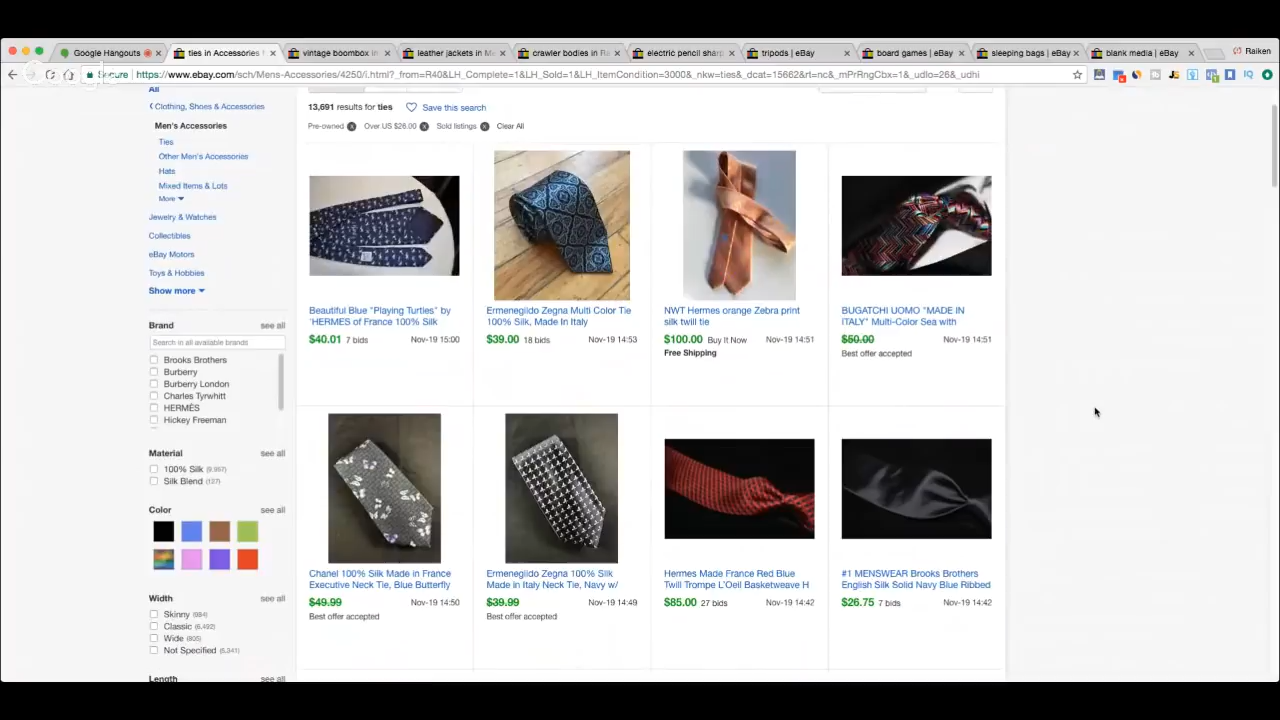 Google Hangouts
ties in Accessories
vintage boombox in
leather jackets in M
crawler bodies in Ra
electric pencil sharp
tripods | eBay
board games | eBay
sleeping bags | eBay
blank media | eBay
Raiken
Secure
https://www.ebay.com/sch/Mens-Accessories/4250/i.html?_from=R40&LH_Complete=1&LH_Sold=1&LH_ItemCondition=3000&_nkw=ties&_dcat=15662&rt=nc&_mPrRngCbx=1&_udlo=26&_udhi
All
Clothing, Shoes & Accessories
Men's Accessories
Ties
Other Men's Accessories
Hats
Mixed Items & Lots
More
Jewelry & Watches
Collectibles
eBay Motors
Toys & Hobbies
Show more
Brand see all
Search in all available brands
Brooks Brothers
Burberry
Burberry London
Charles Tyrwhitt
HERMÈS
Hickey Freeman
Material see all
100% Silk (9,957)
Silk Blend (127)
Color see all
Width see all
Skinny (984)
Classic (6,492)
Wide (805)
Not Specified (5,341)
Length see all
13,691 results for ties
Save this search
Pre-owned Over US $26.00 Sold listings Clear All
Beautiful Blue "Playing Turtles" by
'HERMES of France 100% Silk
$40.01 7 bids Nov-19 15:00
Ermenegildo Zegna Multi Color Tie
100% Silk, Made In Italy
$39.00 18 bids Nov-19 14:53
NWT Hermes orange Zebra print
silk twill tie
$100.00 Buy It Now Nov-19 14:51
Free Shipping
BUGATCHI UOMO "MADE IN
ITALY" Multi-Color Sea with
$50.00 Nov-19 14:51
Best offer accepted
Chanel 100% Silk Made in France
Executive Neck Tie, Blue Butterfly
$49.99 Nov-19 14:50
Best offer accepted
Ermenegildo Zegna 100% Silk
Made in Italy Neck Tie, Navy w/
$39.99 Nov-19 14:49
Best offer accepted
Hermes Made France Red Blue
Twill Trompe L'Oeil Basketweave H
$85.00 27 bids Nov-19 14:42
#1 MENSWEAR Brooks Brothers
English Silk Solid Navy Blue Ribbed
$26.75 7 bids Nov-19 14:42